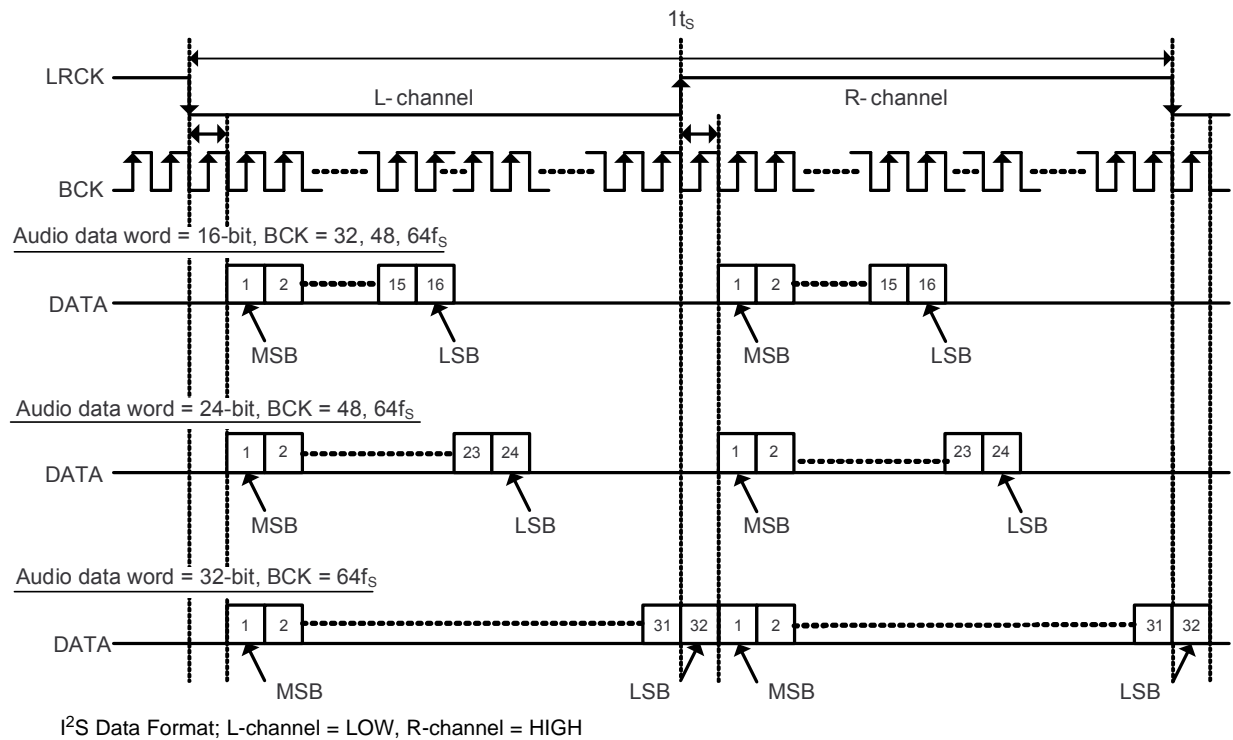 1tS
LRCK
L- channel
R- channel
BCK
Audio data word = 16-bit, BCK = 32, 48, 64fS
DATA
1 2 15 16 1 2 15 16
MSB LSB MSB LSB
Audio data word = 24-bit, BCK = 48, 64fS
DATA
1 2 23 24 1 2 23 24
MSB LSB MSB LSB
Audio data word = 32-bit, BCK = 64fS
DATA
1 2 31 32 1 2 31 32
MSB LSB MSB LSB
I²S Data Format; L-channel = LOW, R-channel = HIGH